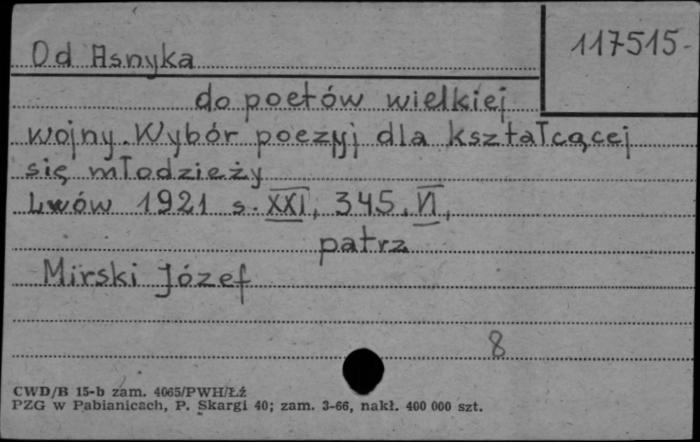 Od Asnyka
117515-
do poetów wielkiej
wojny. Wybór poezyj dla kształcącej
się młodzieży
Lwów 1921 s. XXI, 345, VI,
patrz
Mirski Józef
8
CWD/B 15-b zam. 4065/PWH/Łź
PZG w Pabianicach, P. Skargi 40; zam. 3-66, nakł. 400 000 szt.